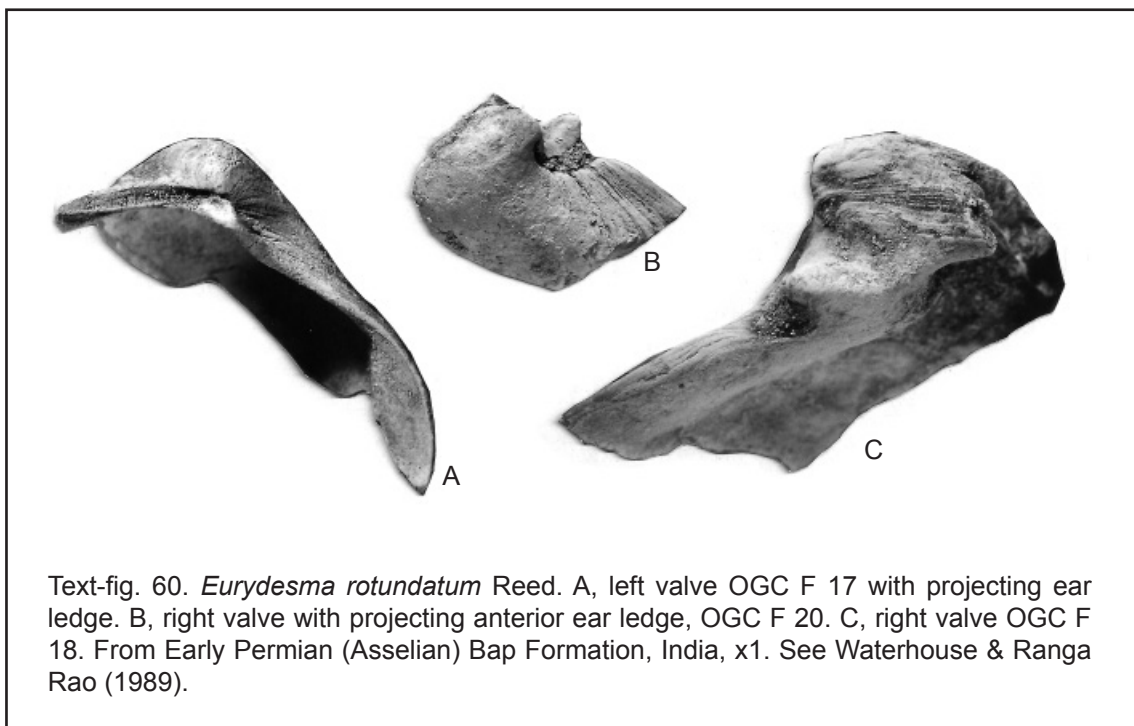 B
A
C
Text-fig. 60. Eurydesma rotundatum Reed. A, left valve OGC F 17 with projecting ear
ledge. B, right valve with projecting anterior ear ledge, OGC F 20. C, right valve OGC F
18. From Early Permian (Asselian) Bap Formation, India, x1. See Waterhouse & Ranga
Rao (1989).